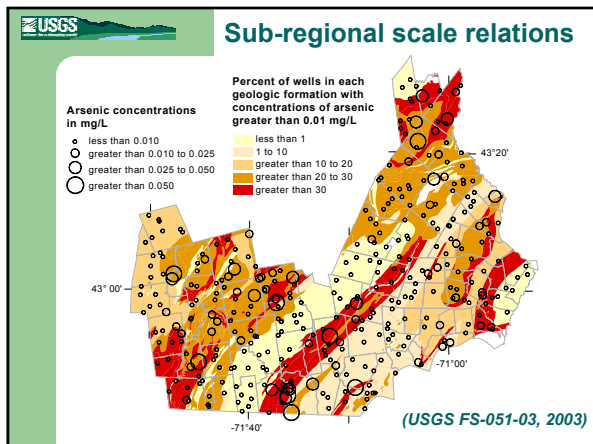 USGS
Sub-regional scale relations
Arsenic concentrations
in mg/L
less than 0.010
greater than 0.010 to 0.025
greater than 0.025 to 0.050
greater than 0.050
Percent of wells in each
geologic formation with
concentrations of arsenic
greater than 0.01 mg/L
less than 1
1 to 10
greater than 10 to 20
greater than 20 to 30
greater than 30
43°20'
43° 00'
-71°00'
-71°40'
(USGS FS-051-03, 2003)